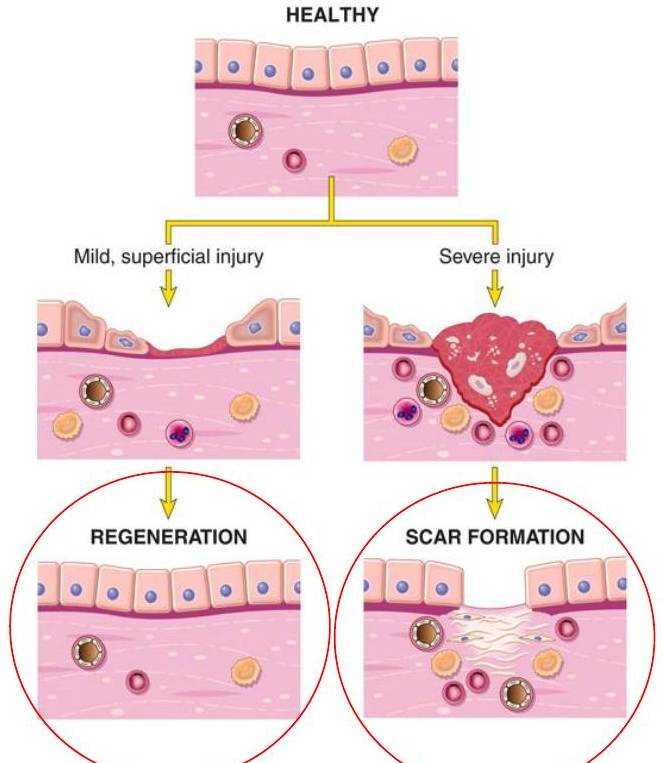 HEALTHY
Mild, superficial injury
Severe injury
REGENERATION
SCAR FORMATION